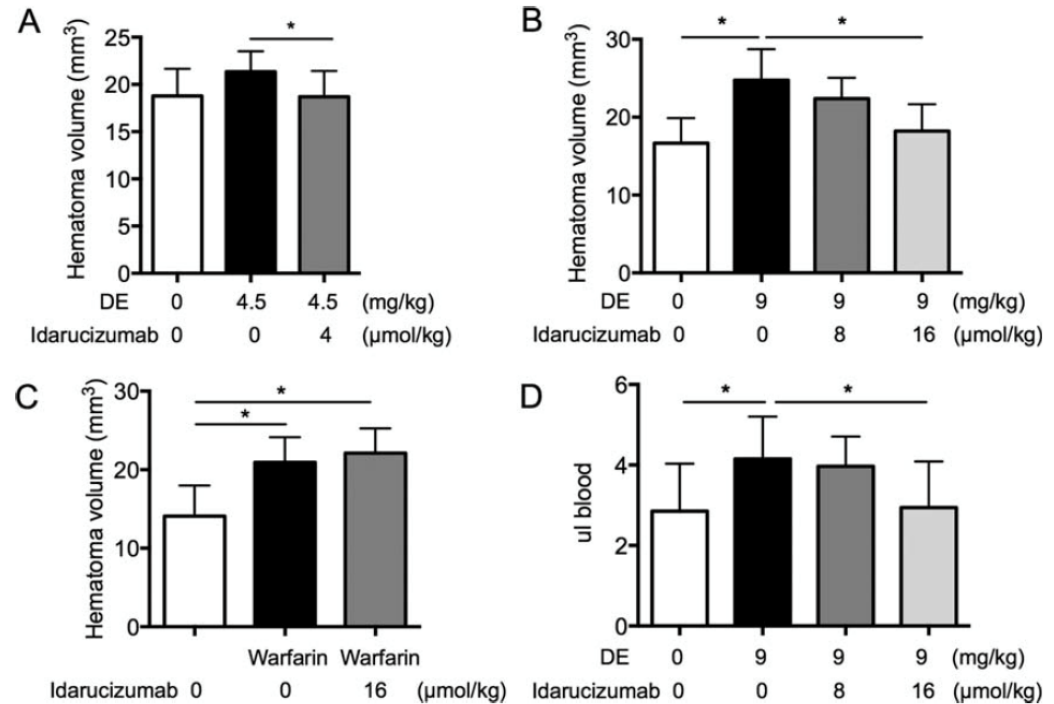 A
Hematoma volume (mm³)
25
20
15
10
5
0
*
DE 0 4.5 4.5 (mg/kg)
Idarucizumab 0 0 4 (µmol/kg)
B
Hematoma volume (mm³)
30
20
10
0
* *
DE 0 9 9 9 (mg/kg)
Idarucizumab 0 0 8 16 (µmol/kg)
C
Hematoma volume (mm³)
30
20
10
0
*
*
Warfarin Warfarin
Idarucizumab 0 0 16 (µmol/kg)
D
ul blood
6
4
2
0
* *
DE 0 9 9 9 (mg/kg)
Idarucizumab 0 0 8 16 (µmol/kg)